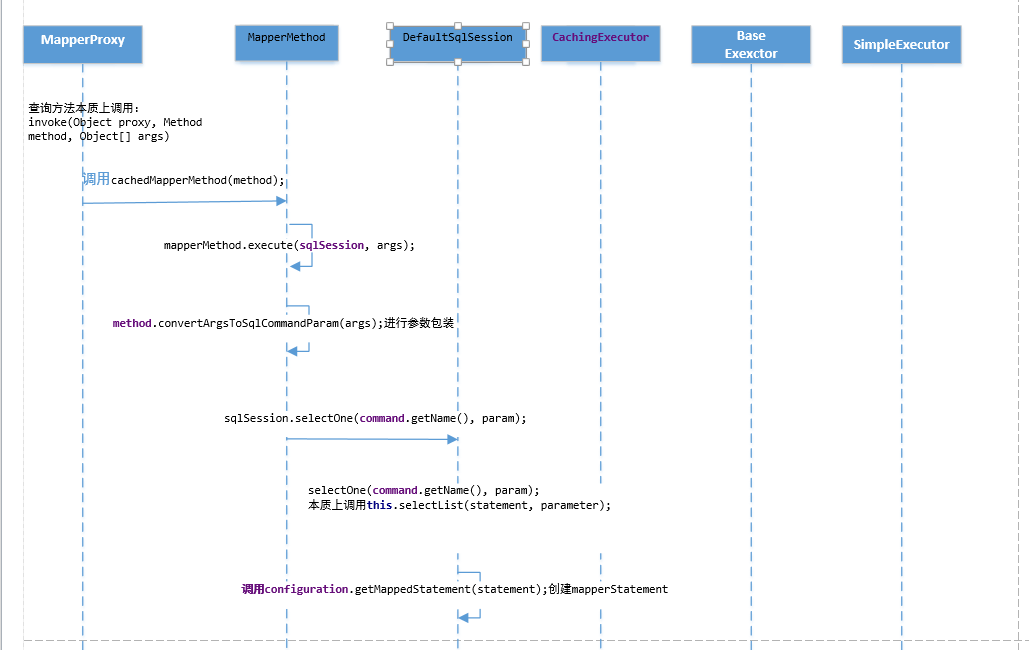 MapperProxy
MapperMethod
DefaultSqlSession
CachingExecutor
Base
Exexctor
SimpleExecutor
查询方法本质上调用：
invoke(Object proxy, Method
method, Object[] args)
调用cachedMapperMethod(method);
mapperMethod.execute(sqlSession, args);
method.convertArgsToSqlCommandParam(args);进行参数包装
sqlSession.selectOne(command.getName(), param);
selectOne(command.getName(), param);
本质上调用this.selectList(statement, parameter);
调用configuration.getMappedStatement(statement);创建mapperStatement